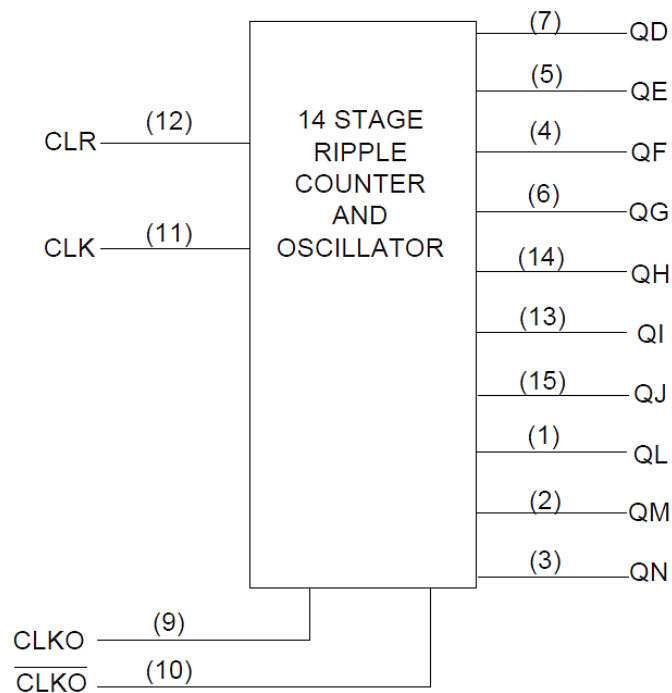 (7) QD
(5) QE
(12) CLR
14 STAGE
RIPPLE
COUNTER
AND
OSCILLATOR
(4) QF
(6) QG
(11) CLK
(14) QH
(13) QI
(15) QJ
(1) QL
(2) QM
(3) QN
(9) CLKO
(10) C̅L̅K̅O̅